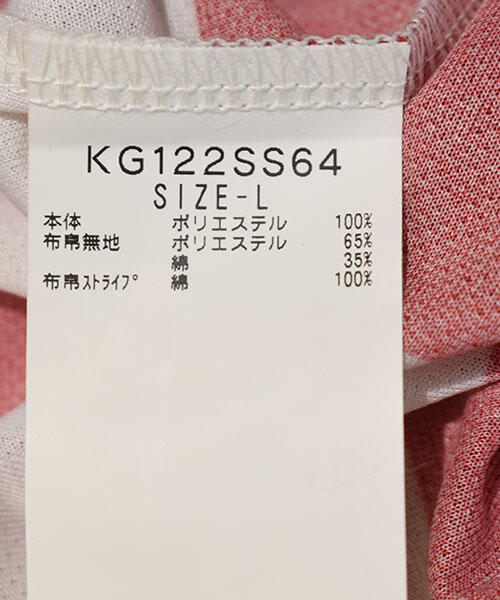 KG122SS64
SIZE-L
本体 ポリエステル 100%
布帛無地 ポリエステル 65%
綿 35%
布帛ｽﾄﾗｲﾌﾟ 綿 100%